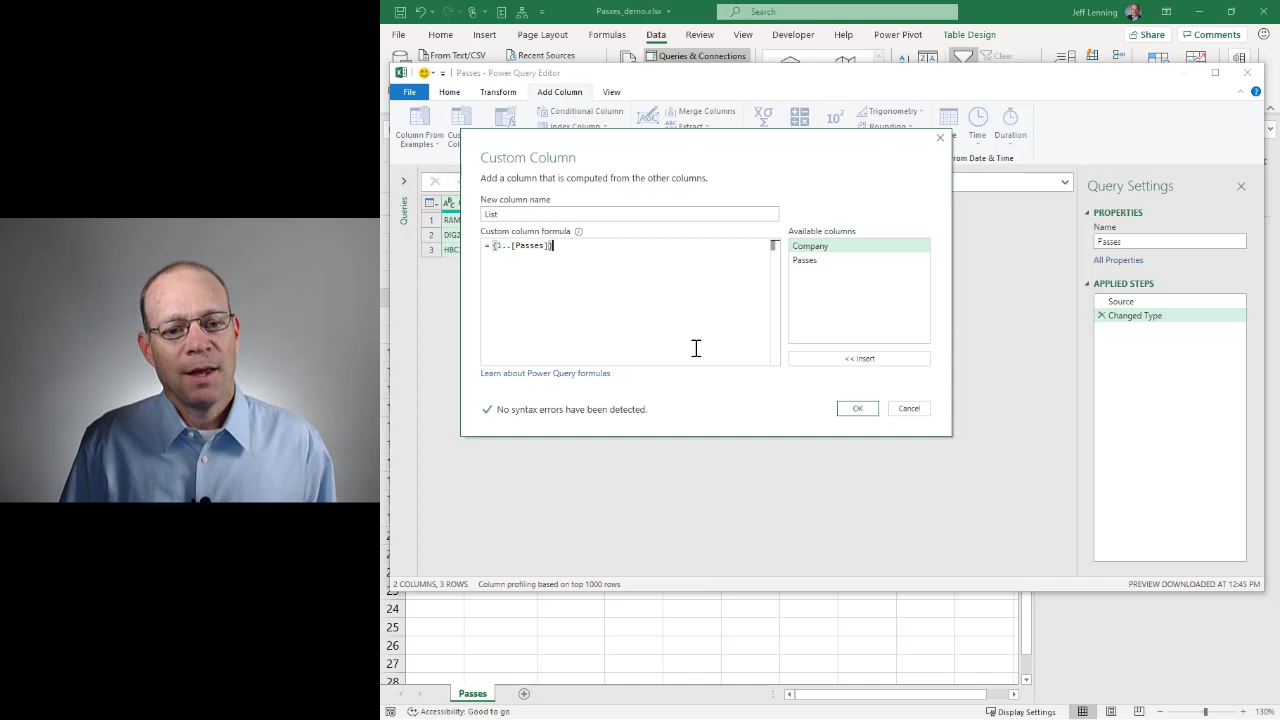 Passes_demo.xlsx
Search
Jeff Lenning
File
Home
Insert
Page Layout
Formulas
Data
Review
View
Developer
Help
Power Pivot
Table Design
Share
Comments
From Text/CSV
Recent Sources
Queries & Connections
Clear
Passes - Power Query Editor
File
Home
Transform
Add Column
View
Column From
Examples
Conditional Column
Index Column
Merge Columns
Extract
Trigonometry
Rounding
Time
Duration
From Date & Time
Queries
1
2
3
Custom Column
Add a column that is computed from the other columns.
New column name
List
Custom column formula
= {1..[Passes]}
Available columns
Company
Passes
<< Insert
Learn about Power Query formulas
No syntax errors have been detected.
OK
Cancel
Query Settings
PROPERTIES
Name
Passes
All Properties
APPLIED STEPS
Source
Changed Type
2 COLUMNS, 3 ROWS
Column profiling based on top 1000 rows
PREVIEW DOWNLOADED AT 12:45 PM
24
25
26
27
28
Passes
Accessibility: Good to go
Display Settings
130%